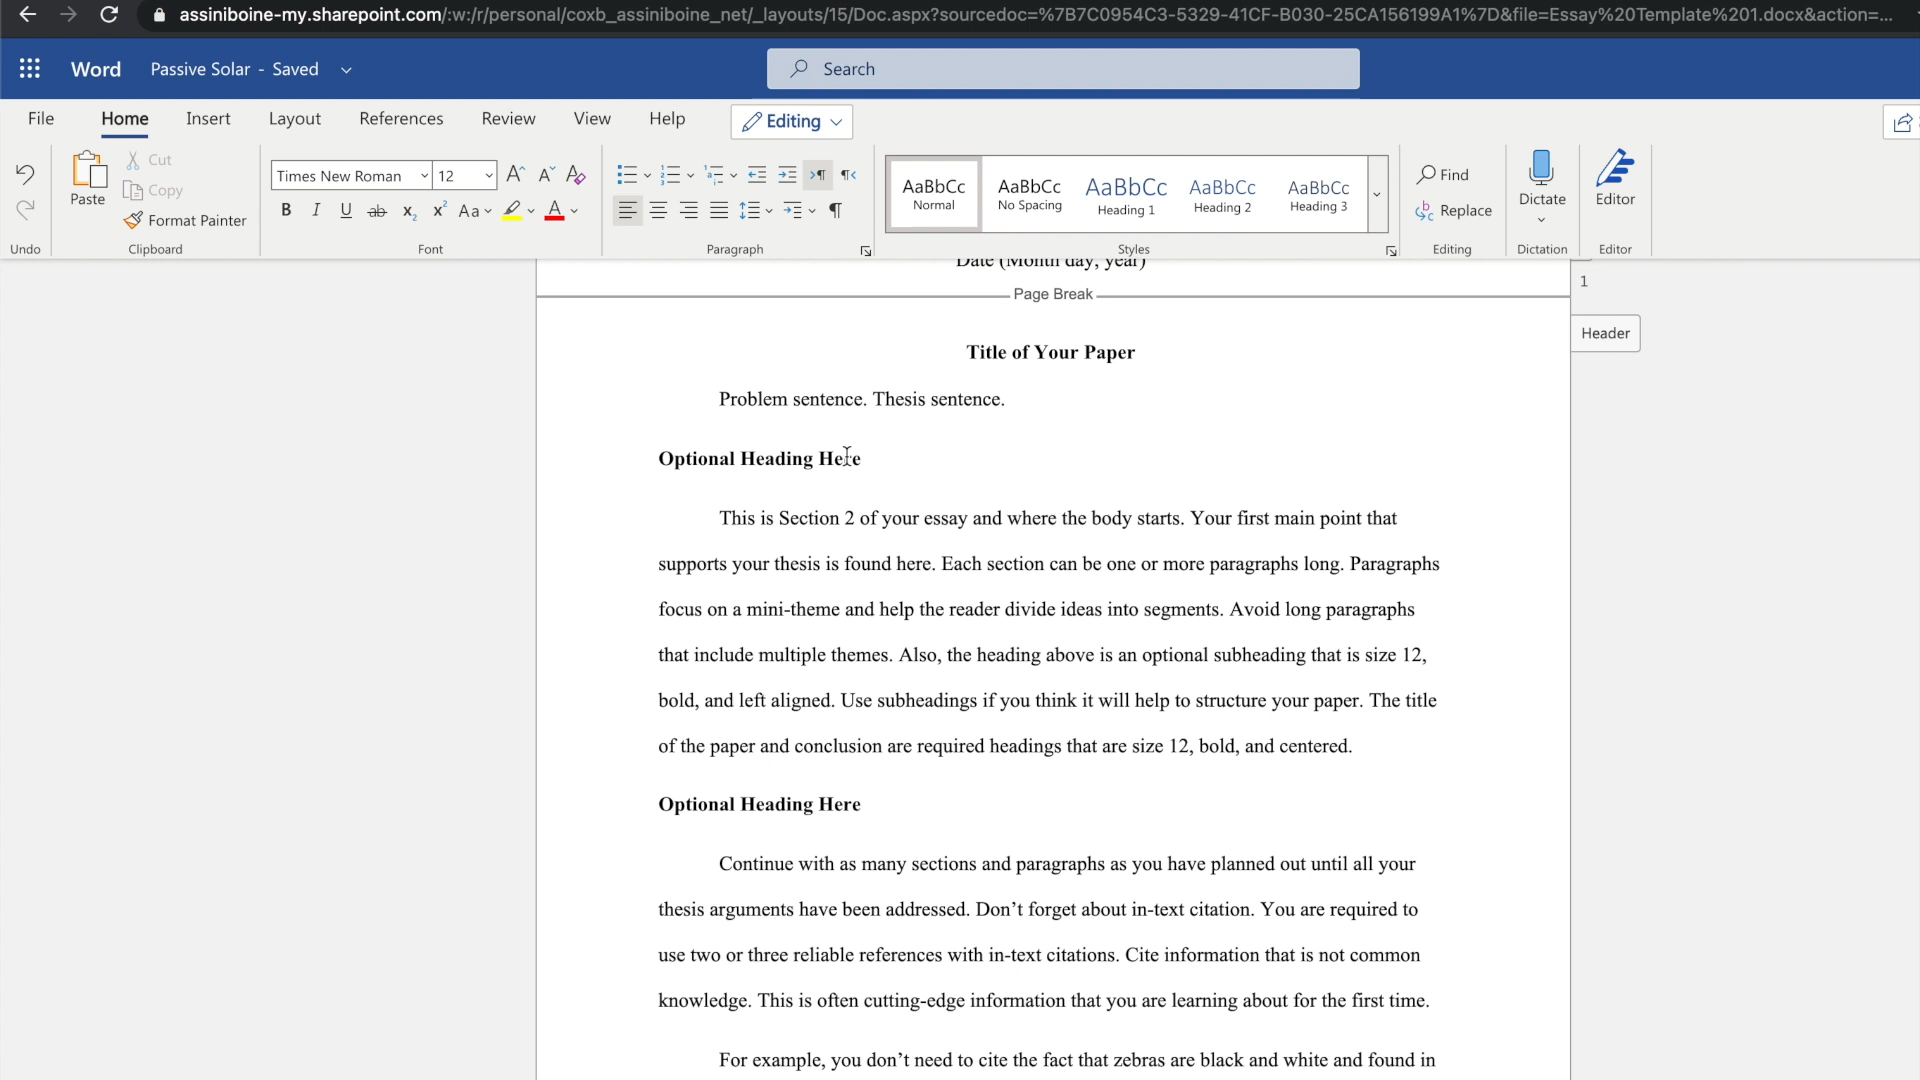 assiniboine-my.sharepoint.com/:w:/r/personal/coxb_assiniboine_net/_layouts/15/Doc.aspx?sourcedoc=%7B7C0954C3-5329-41CF-B030-25CA156199A1%7D&file=Essay%20Template%201.docx&action=...
Word Passive Solar - Saved Search
File Home Insert Layout References Review View Help Editing
Cut
Copy
Paste
Format Painter
Times New Roman 12
B I U ab x₂ x² Aa A
AaBbCc AaBbCc AaBbCc AaBbCc AaBbCc
Normal No Spacing Heading 1 Heading 2 Heading 3
Find
Replace
Dictate
Editor
Undo Clipboard Font Paragraph Styles Editing Dictation Editor
Date (Month day, year)
Page Break
1
Header
Title of Your Paper
Problem sentence. Thesis sentence.
Optional Heading Here
This is Section 2 of your essay and where the body starts. Your first main point that
supports your thesis is found here. Each section can be one or more paragraphs long. Paragraphs
focus on a mini-theme and help the reader divide ideas into segments. Avoid long paragraphs
that include multiple themes. Also, the heading above is an optional subheading that is size 12,
bold, and left aligned. Use subheadings if you think it will help to structure your paper. The title
of the paper and conclusion are required headings that are size 12, bold, and centered.
Optional Heading Here
Continue with as many sections and paragraphs as you have planned out until all your
thesis arguments have been addressed. Don’t forget about in-text citation. You are required to
use two or three reliable references with in-text citations. Cite information that is not common
knowledge. This is often cutting-edge information that you are learning about for the first time.
For example, you don’t need to cite the fact that zebras are black and white and found in